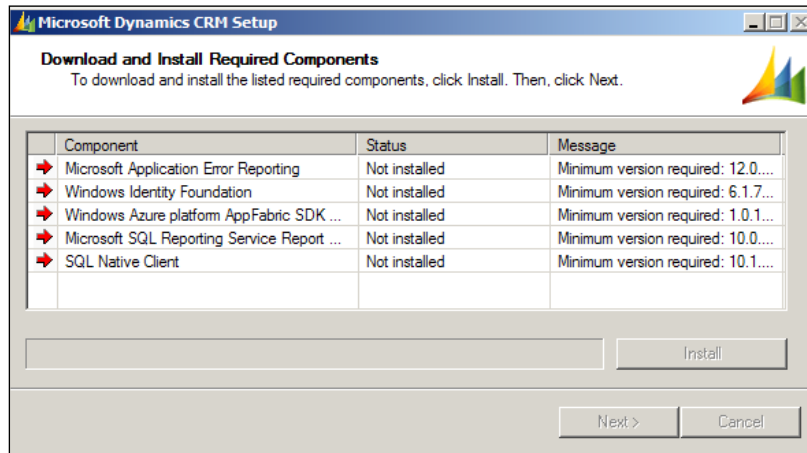 Microsoft Dynamics CRM Setup
Download and Install Required Components
To download and install the listed required components, click Install. Then, click Next.
Component Status Message
Microsoft Application Error Reporting Not installed Minimum version required: 12.0....
Windows Identity Foundation Not installed Minimum version required: 6.1.7...
Windows Azure platform AppFabric SDK ... Not installed Minimum version required: 1.0.1...
Microsoft SQL Reporting Service Report ... Not installed Minimum version required: 10.0....
SQL Native Client Not installed Minimum version required: 10.1....
Install
Next > Cancel